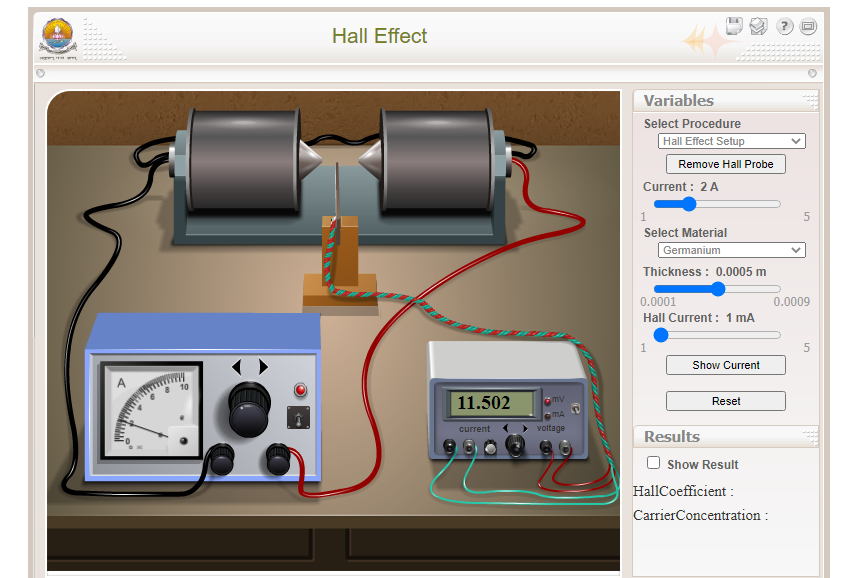 Hall Effect
Variables
Select Procedure
Hall Effect Setup
Remove Hall Probe
Current : 2 A
1 5
Select Material
Germanium
Thickness : 0.0005 m
0.0001 0.0009
Hall Current : 1 mA
1 5
Show Current
Reset
Results
Show Result
HallCoefficient :
CarrierConcentration :
A
0 2 4 6 8 10
11.502
mV
mA
current voltage